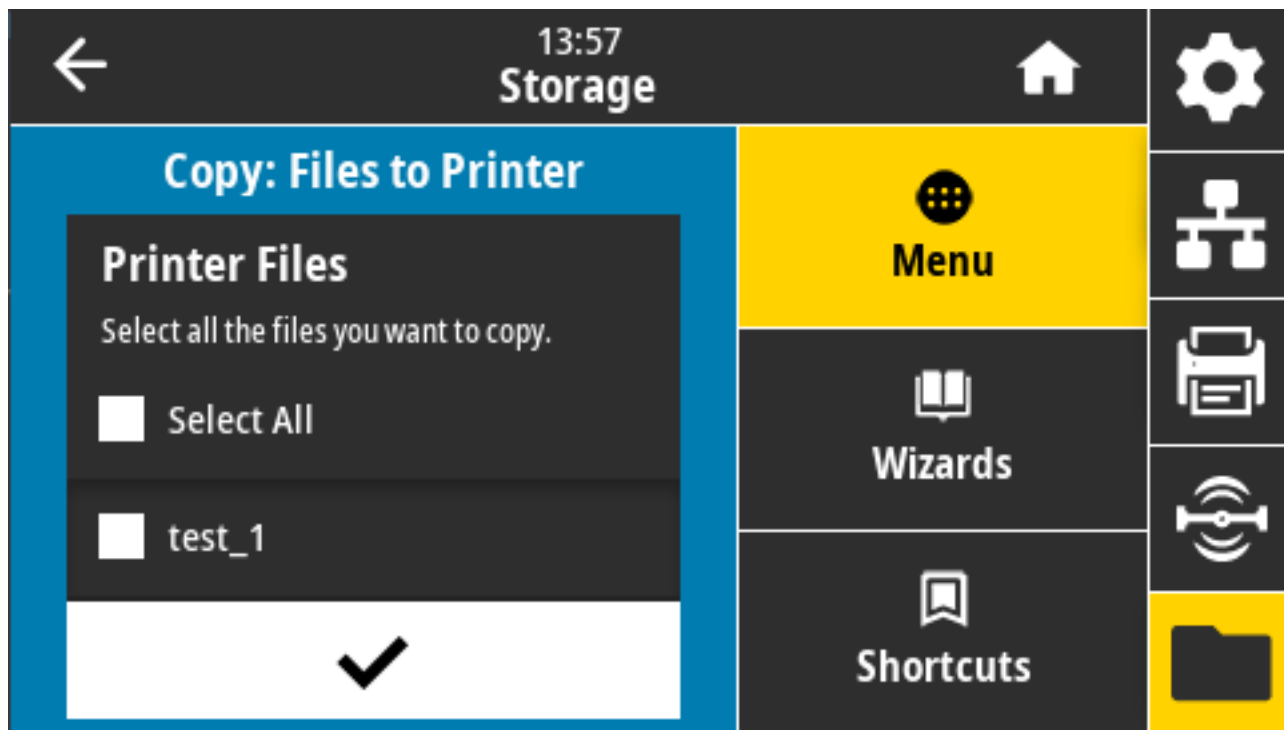 13:57
Storage
Copy: Files to Printer
Printer Files
Select all the files you want to copy.
Select All
test_1
Menu
Wizards
Shortcuts